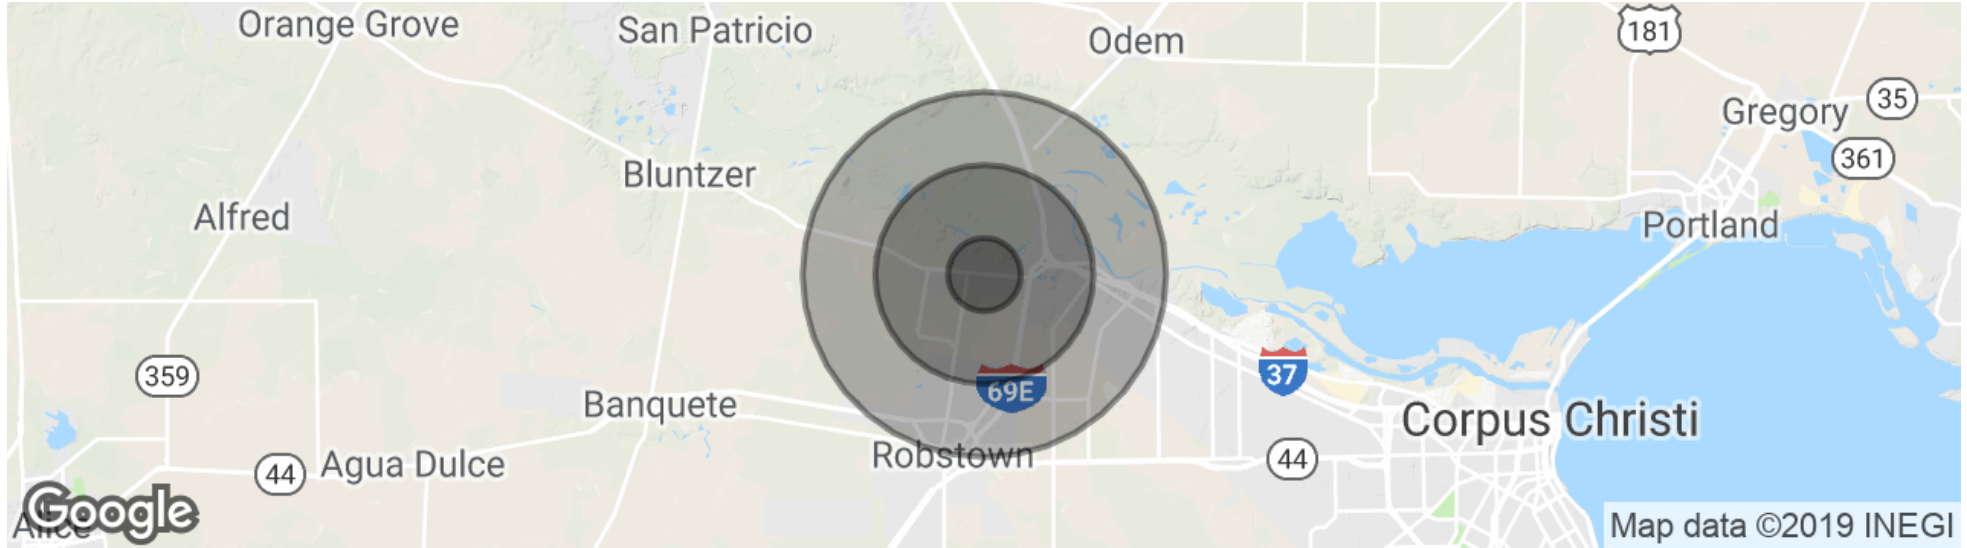 Orange Grove
San Patricio
Odem
181
Gregory
35
361
Bluntzer
Alfred
Portland
359
69E
37
Banquete
Corpus Christi
Robstown
44
44
Agua Dulce
Alice
Google
Map data ©2019 INEGI